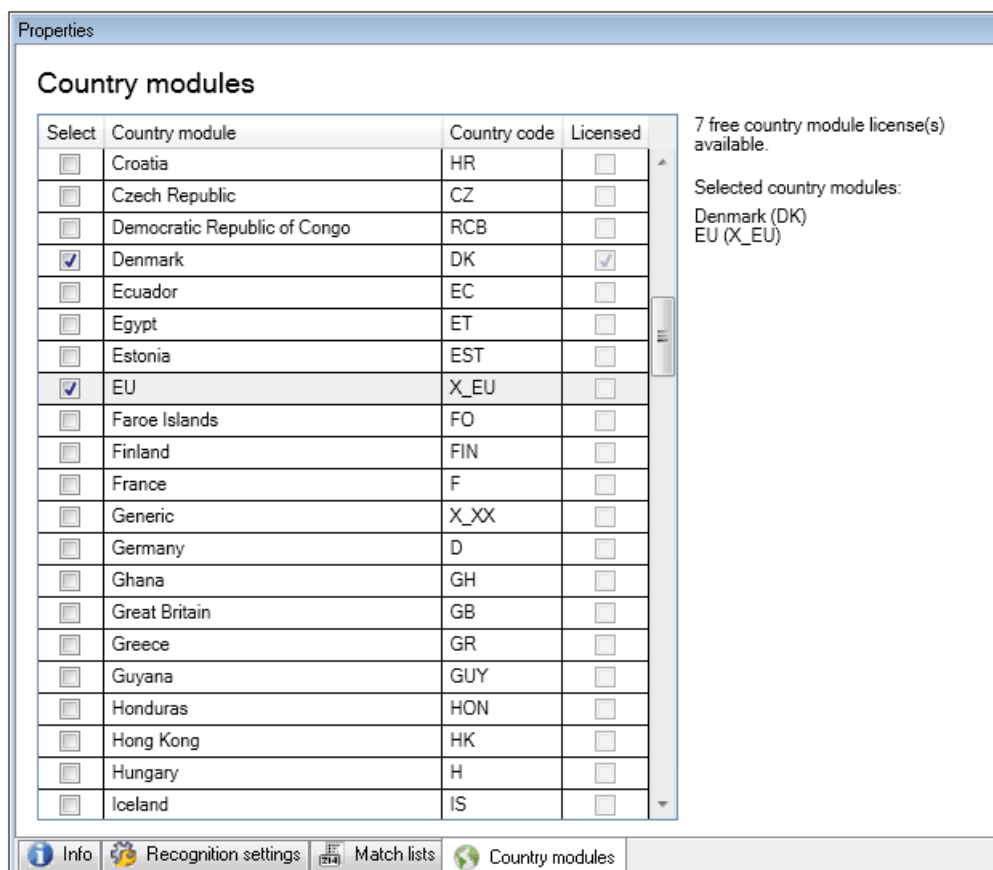 Properties
Country modules
Select Country module Country code Licensed
Croatia HR
Czech Republic CZ
Democratic Republic of Congo RCB
Denmark DK
Ecuador EC
Egypt ET
Estonia EST
EU X_EU
Faroe Islands FO
Finland FIN
France F
Generic X_XX
Germany D
Ghana GH
Great Britain GB
Greece GR
Guyana GUY
Honduras HON
Hong Kong HK
Hungary H
Iceland IS
7 free country module license(s)
available.
Selected country modules:
Denmark (DK)
EU (X_EU)
Info Recognition settings 214 Match lists Country modules